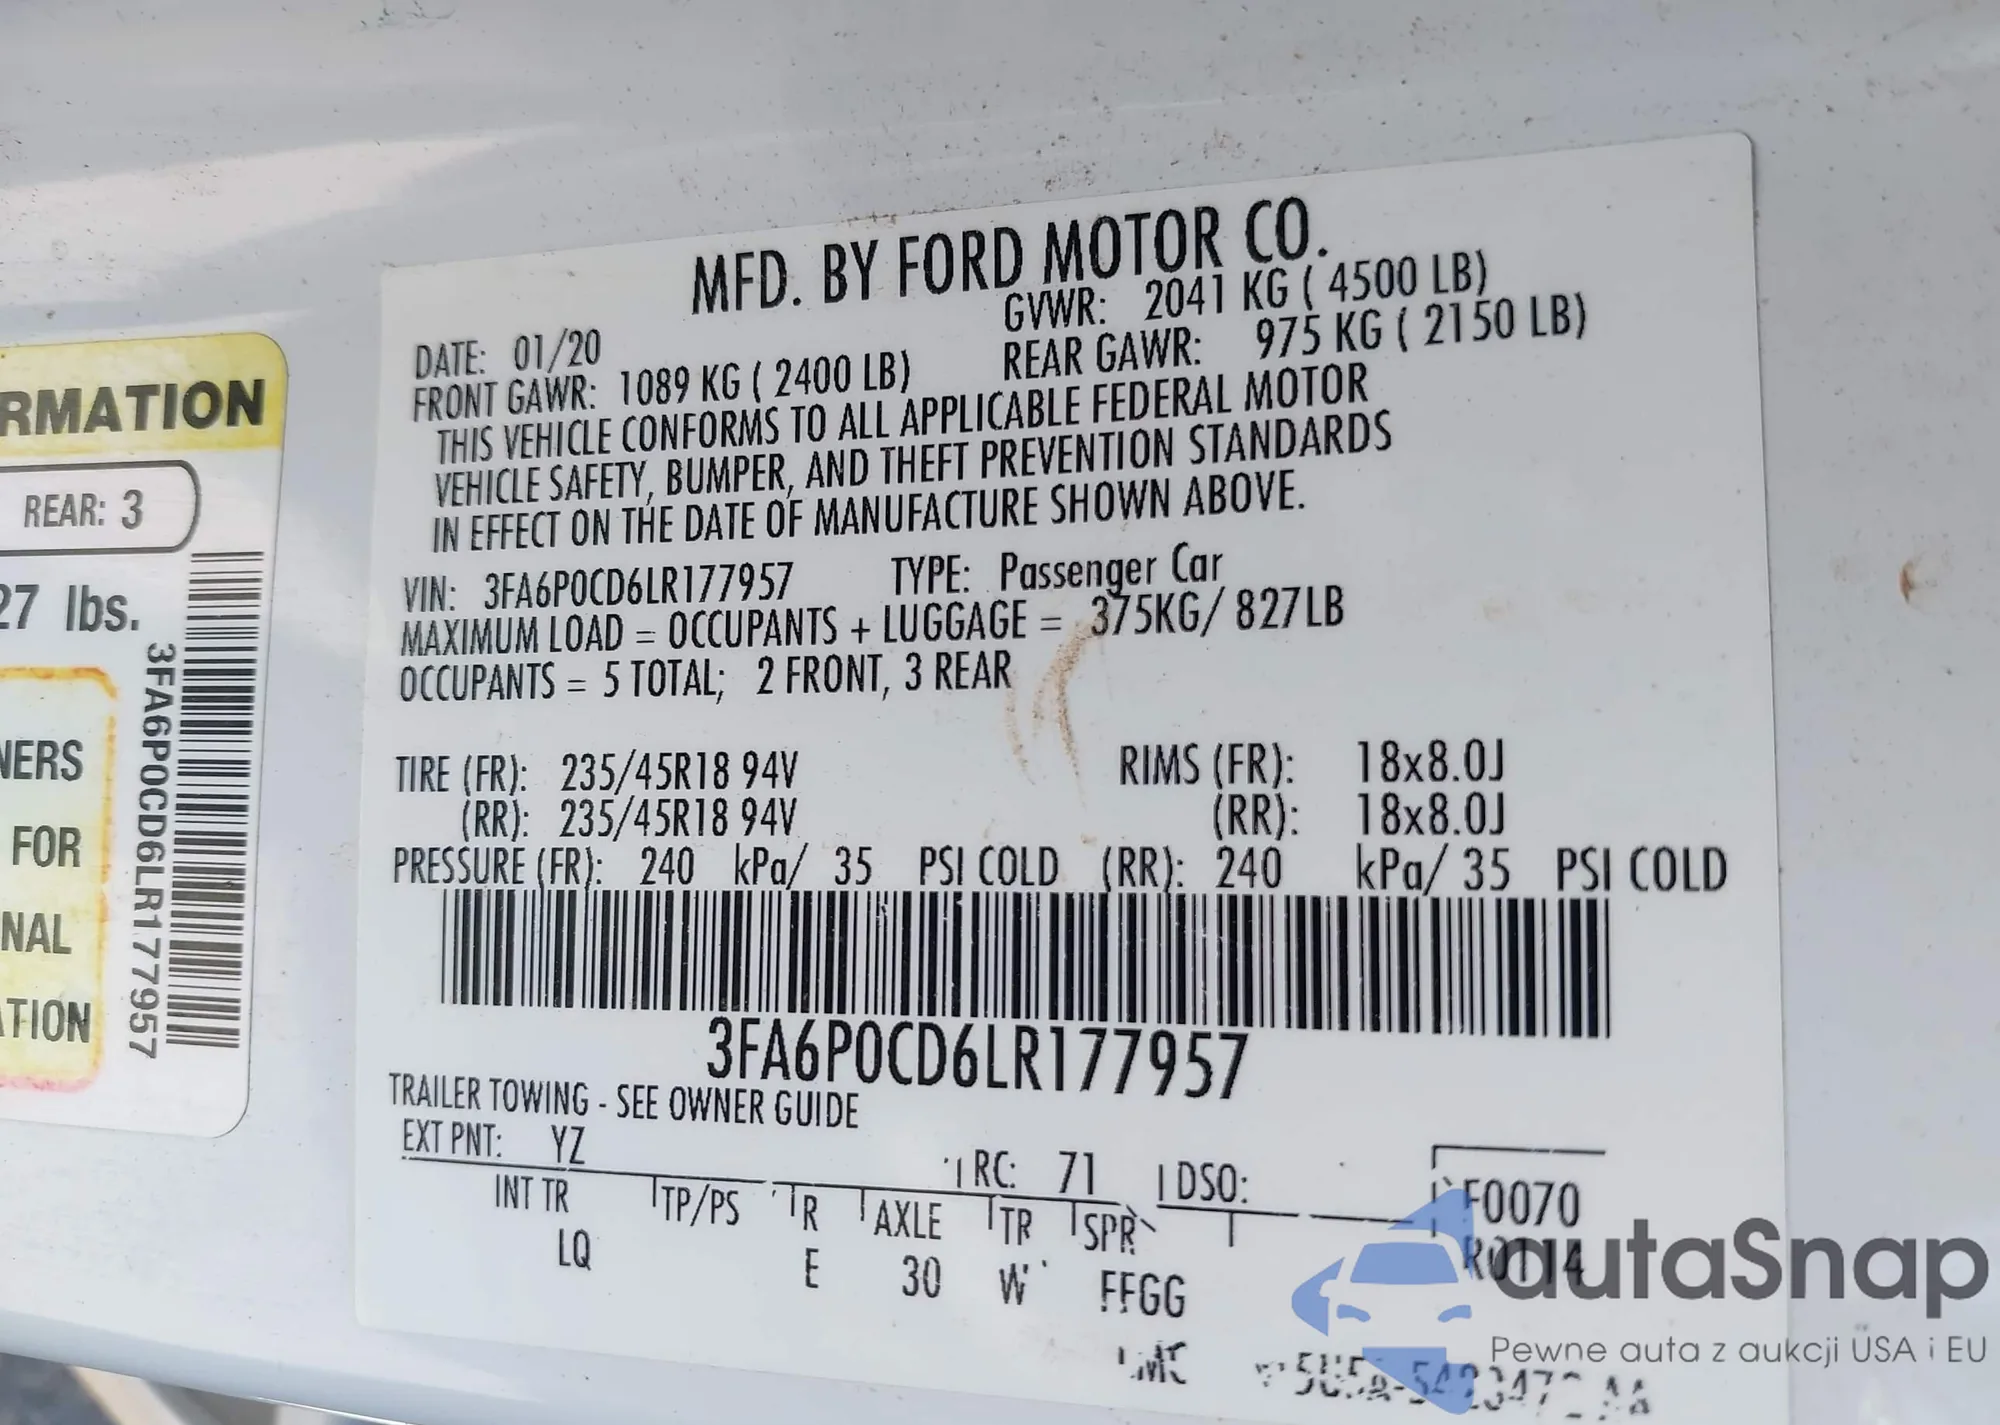 RMATION
REAR: 3
27 lbs.
NERS
FOR
NAL
ATION
3FA6P0CD6LR177957
MFD. BY FORD MOTOR CO.
DATE: 01/20 GVWR: 2041 KG ( 4500 LB)
FRONT GAWR: 1089 KG ( 2400 LB) REAR GAWR: 975 KG ( 2150 LB)
THIS VEHICLE CONFORMS TO ALL APPLICABLE FEDERAL MOTOR
VEHICLE SAFETY, BUMPER, AND THEFT PREVENTION STANDARDS
IN EFFECT ON THE DATE OF MANUFACTURE SHOWN ABOVE.
VIN: 3FA6P0CD6LR177957 TYPE: Passenger Car
MAXIMUM LOAD = OCCUPANTS + LUGGAGE = 375KG/ 827LB
OCCUPANTS = 5 TOTAL; 2 FRONT, 3 REAR
TIRE (FR): 235/45R18 94V RIMS (FR): 18x8.0J
(RR): 235/45R18 94V (RR): 18x8.0J
PRESSURE (FR): 240 kPa/ 35 PSI COLD (RR): 240 kPa/ 35 PSI COLD
3FA6P0CD6LR177957
TRAILER TOWING - SEE OWNER GUIDE
EXT PNT: YZ RC: 71 DSO: F0070
INT TR TP/PS R AXLE TR SPR R0114
LQ E 30 W FFGG
autaSnap
Pewne auta z aukcji USA i EU